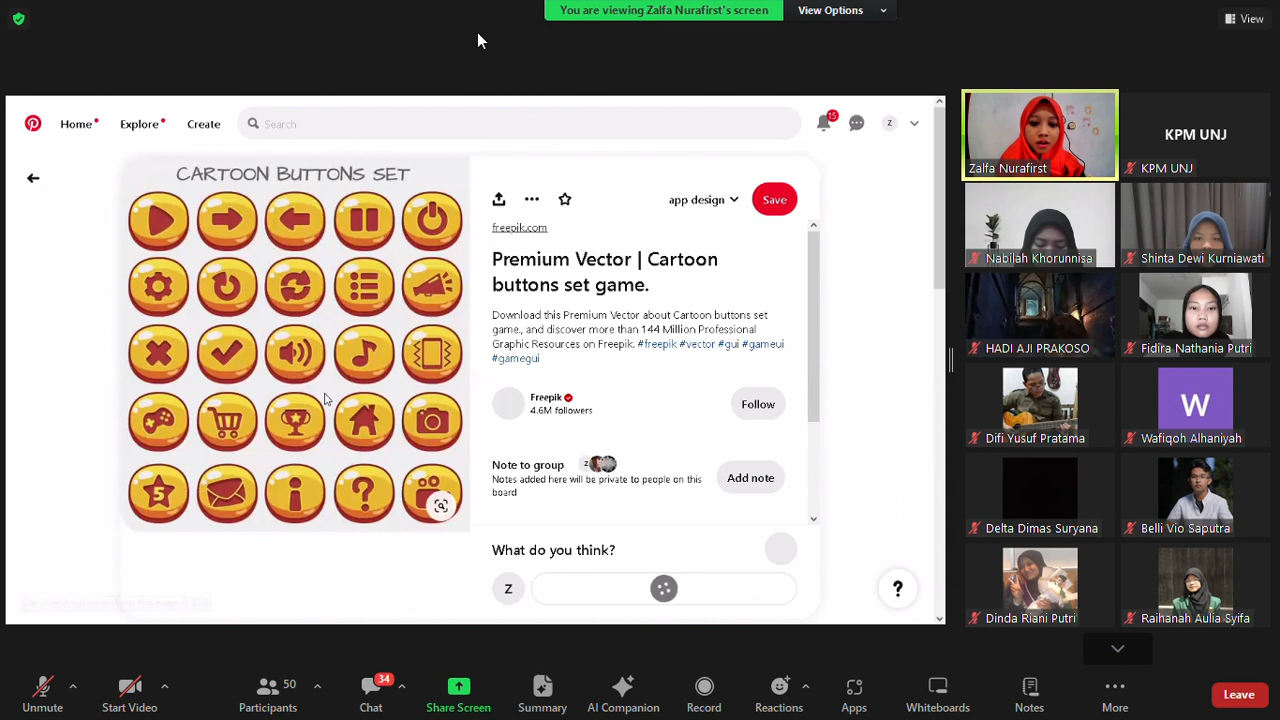 You are viewing Zalfa Nurafirst's screen
View Options
View
Home
Explore
Create
Search
15
Z
CARTOON BUTTONS SET
app design
Save
freepik.com
Premium Vector | Cartoon
buttons set game.
Download this Premium Vector about Cartoon buttons set
game., and discover more than 144 Million Professional
Graphic Resources on Freepik. #freepik #vector #gui #gameui
#gamegui
Freepik
4.6M followers
Follow
Note to group
Z
Notes added here will be private to people on this
board
Add note
5
i
?
What do you think?
Z
?
Zalfa Nurafirst
KPM UNJ
KPM UNJ
Nabilah Khorunnisa
Shinta Dewi Kurniawati
HADI AJI PRAKOSO
Fidira Nathania Putri
Difi Yusuf Pratama
W
Wafiqoh Alhaniyah
Delta Dimas Suryana
Belli Vio Saputra
Dinda Riani Putri
Raihanah Aulia Syifa
Unmute
Start Video
50
Participants
34
Chat
Share Screen
Summary
AI Companion
Record
Reactions
Apps
Whiteboards
Notes
More
Leave